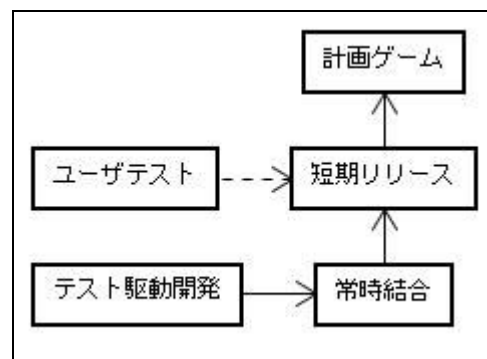 計画ゲーム
ユーザテスト
短期リリース
テスト駆動開発
常時結合